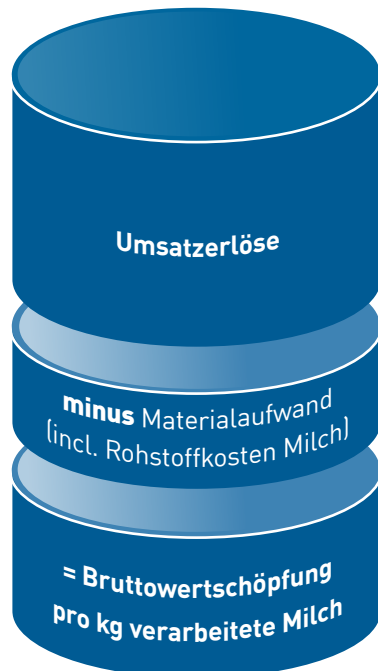 Umsatzerlöse
minus Materialaufwand
(incl. Rohstoffkosten Milch)
= Bruttowertschöpfung
pro kg verarbeitete Milch